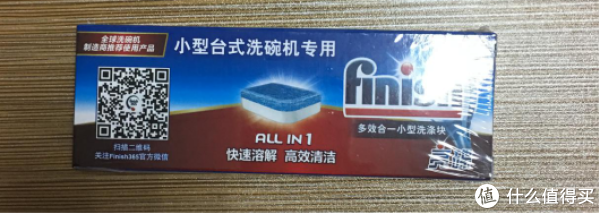 全球洗碗机
制造商推荐使用产品
小型台式洗碗机专用
finish
多效合一小型洗涤块
ALL IN 1
快速溶解 高效清洁
扫描二维码
关注Finish365官方微信
值 什么值得买